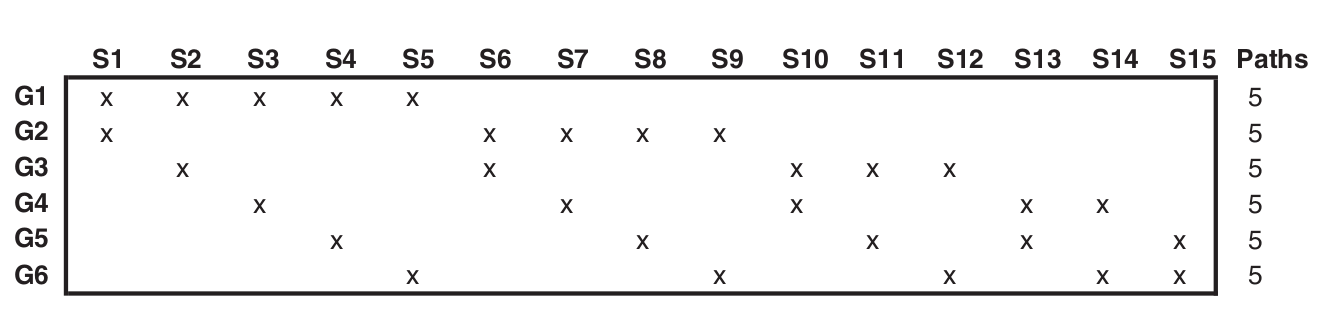 S1 S2 S3 S4 S5 S6 S7 S8 S9 S10 S11 S12 S13 S14 S15 Paths
G1 x x x x x 5
G2 x x x x x 5
G3 x x x x x 5
G4 x x x x x 5
G5 x x x x x 5
G6 x x x x x 5